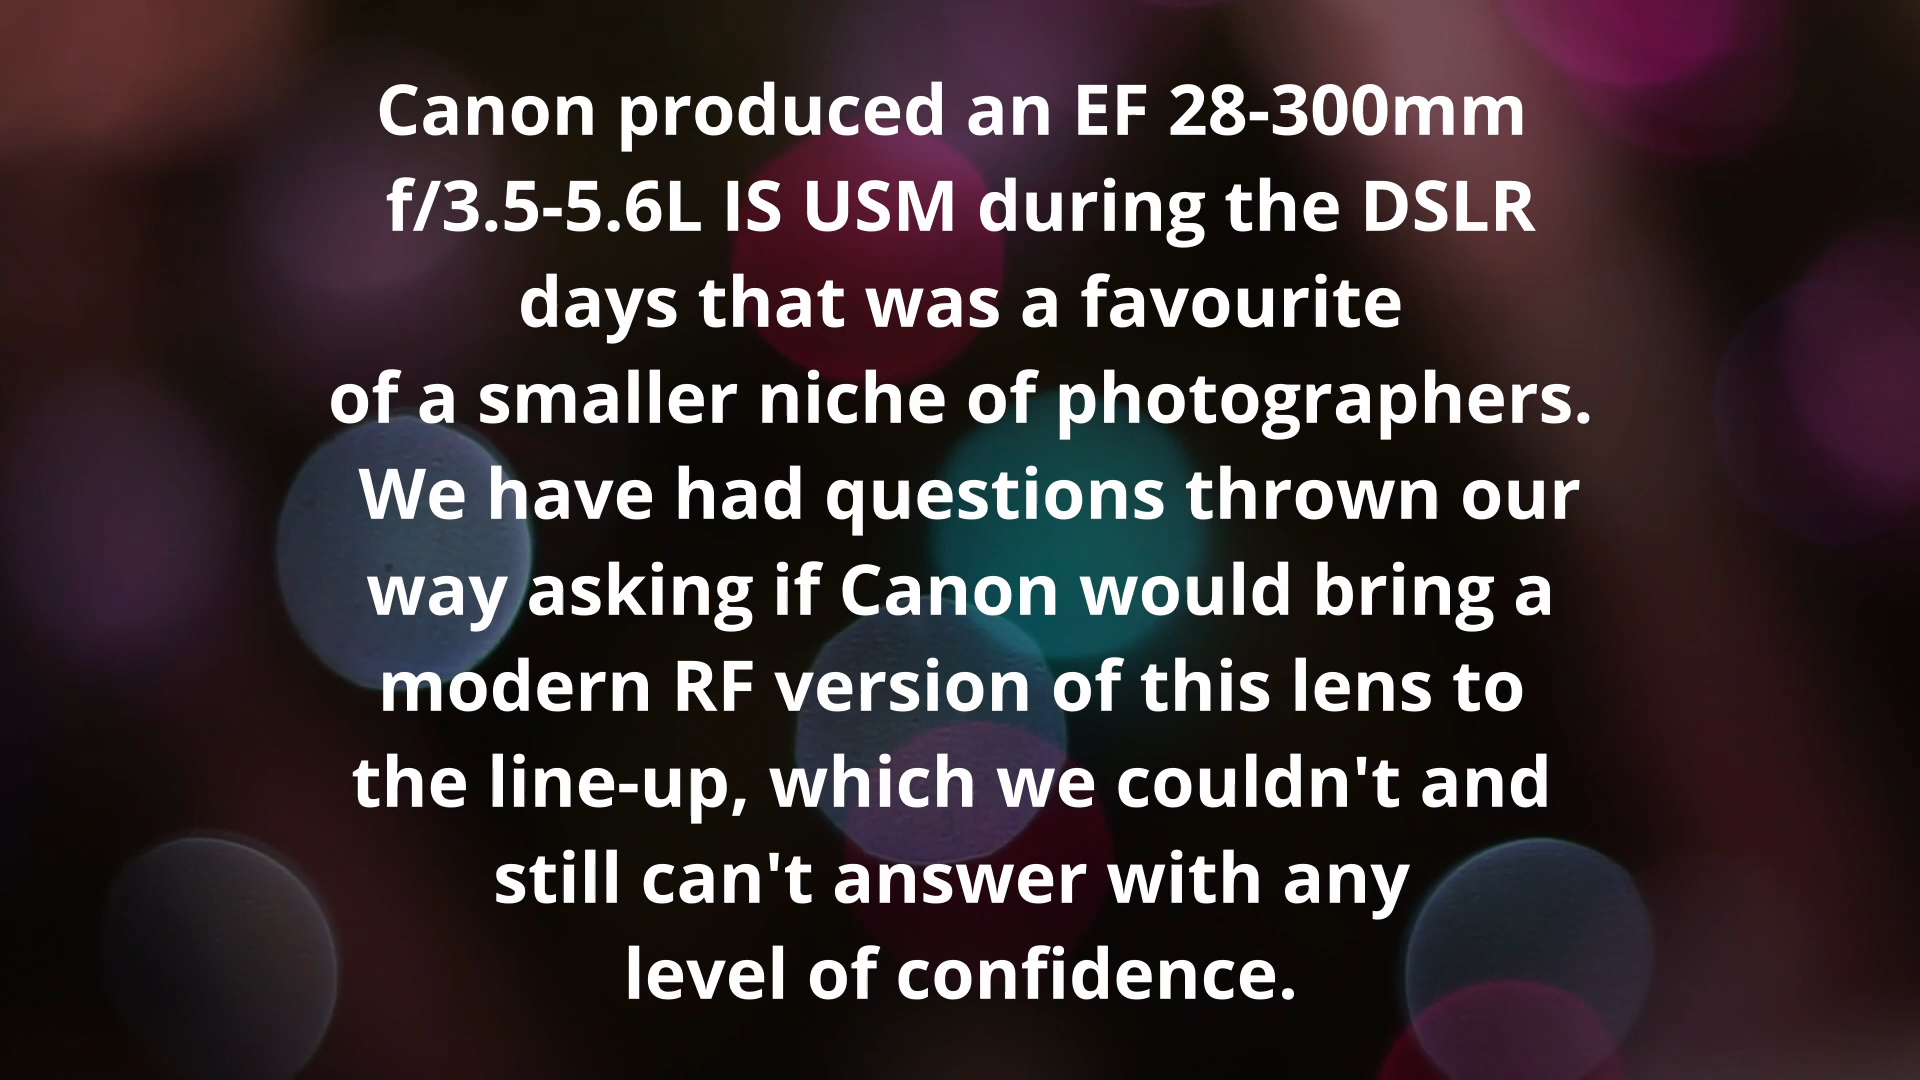 Canon produced an EF 28-300mm
f/3.5-5.6L IS USM during the DSLR
days that was a favourite
of a smaller niche of photographers.
We have had questions thrown our
way asking if Canon would bring a
modern RF version of this lens to
the line-up, which we couldn't and
still can't answer with any
level of confidence.